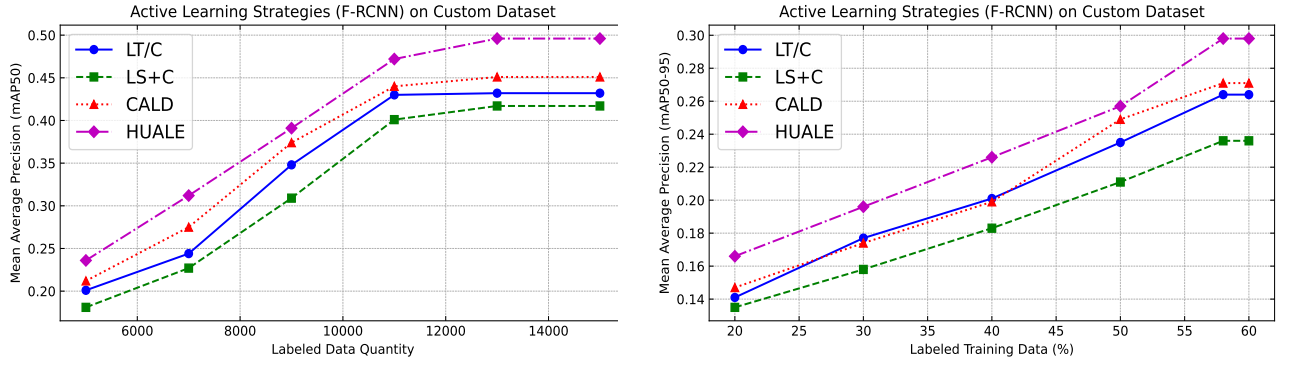 Active Learning Strategies (F-RCNN) on Custom Dataset
Mean Average Precision (mAP50)
0.50
0.45
0.40
0.35
0.30
0.25
0.20
LT/C
LS+C
CALD
HUALE
6000 8000 10000 12000 14000
Labeled Data Quantity
Active Learning Strategies (F-RCNN) on Custom Dataset
Mean Average Precision (mAP50-95)
0.30
0.28
0.26
0.24
0.22
0.20
0.18
0.16
0.14
LT/C
LS+C
CALD
HUALE
20 25 30 35 40 45 50 55 60
Labeled Training Data (%)